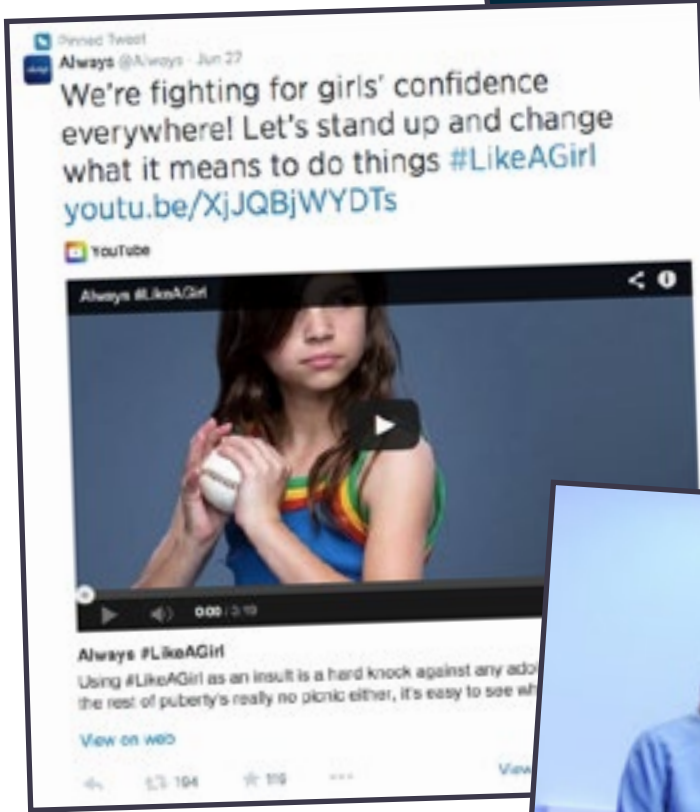 Pinned Tweet
Always @Always · Jun 27
We're fighting for girls' confidence
everywhere! Let's stand up and change
what it means to do things #LikeAGirl
youtu.be/XjJQBjWYDTs
YouTube
Always #LikeAGirl
0:00 / 3:19
Always #LikeAGirl
Using #LikeAGirl as an insult is a hard knock against any ado
the rest of puberty's really no picnic either, it's easy to see wh
View on web
194
View